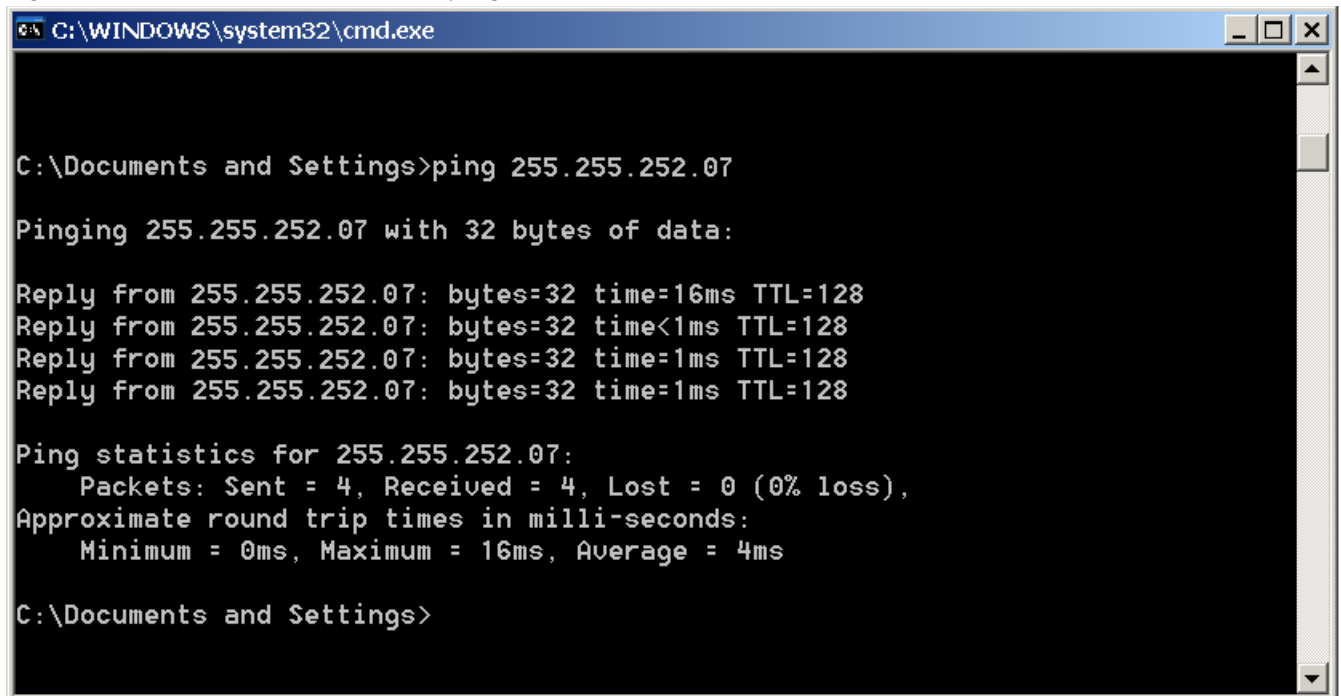 C:\WINDOWS\system32\cmd.exe
C:\Documents and Settings>ping 255.255.252.07
Pinging 255.255.252.07 with 32 bytes of data:
Reply from 255.255.252.07: bytes=32 time=16ms TTL=128
Reply from 255.255.252.07: bytes=32 time<1ms TTL=128
Reply from 255.255.252.07: bytes=32 time=1ms TTL=128
Reply from 255.255.252.07: bytes=32 time=1ms TTL=128
Ping statistics for 255.255.252.07:
    Packets: Sent = 4, Received = 4, Lost = 0 (0% loss),
Approximate round trip times in milli-seconds:
    Minimum = 0ms, Maximum = 16ms, Average = 4ms
C:\Documents and Settings>